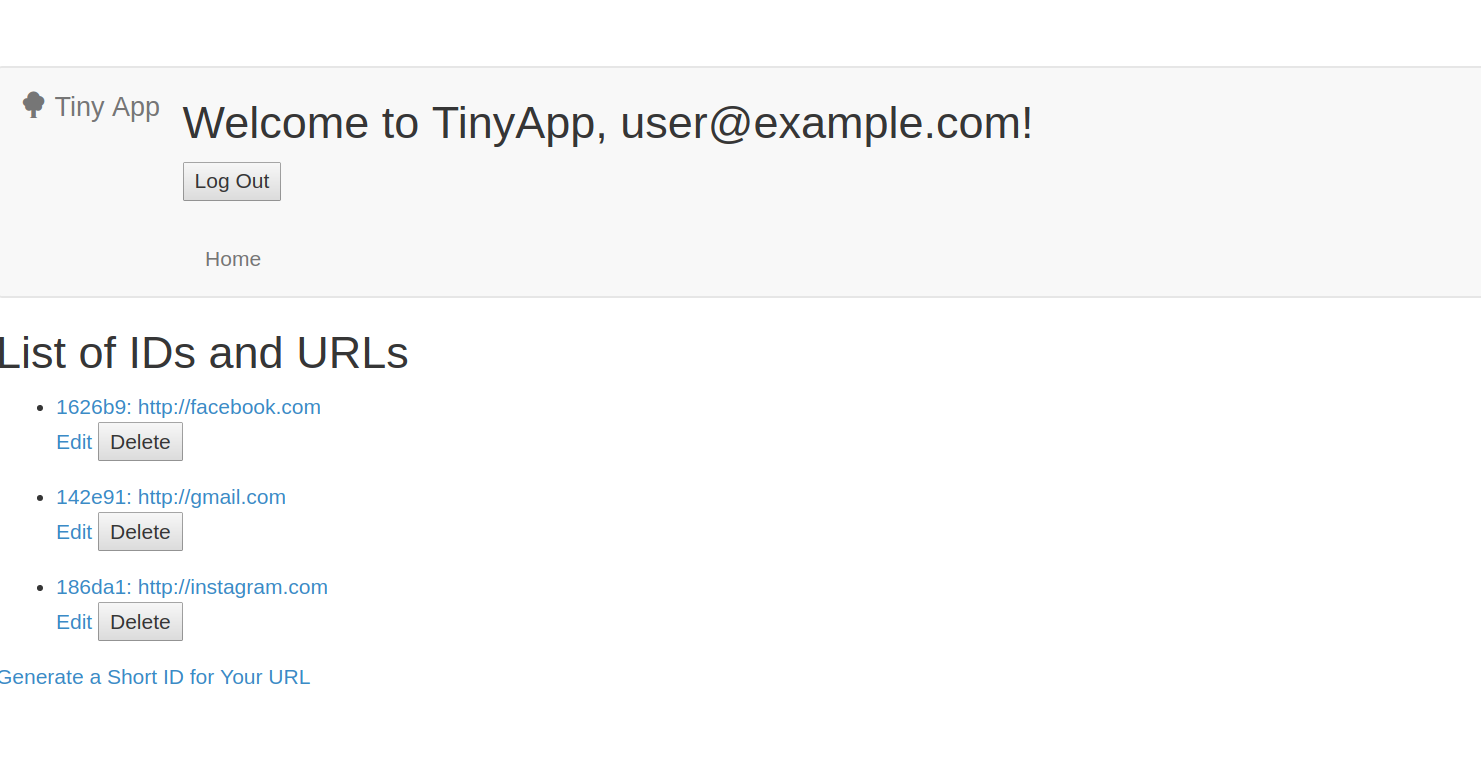 Tiny App
Welcome to TinyApp, user@example.com!
Log Out
Home
List of IDs and URLs
1626b9: http://facebook.com
Edit Delete
142e91: http://gmail.com
Edit Delete
186da1: http://instagram.com
Edit Delete
Generate a Short ID for Your URL